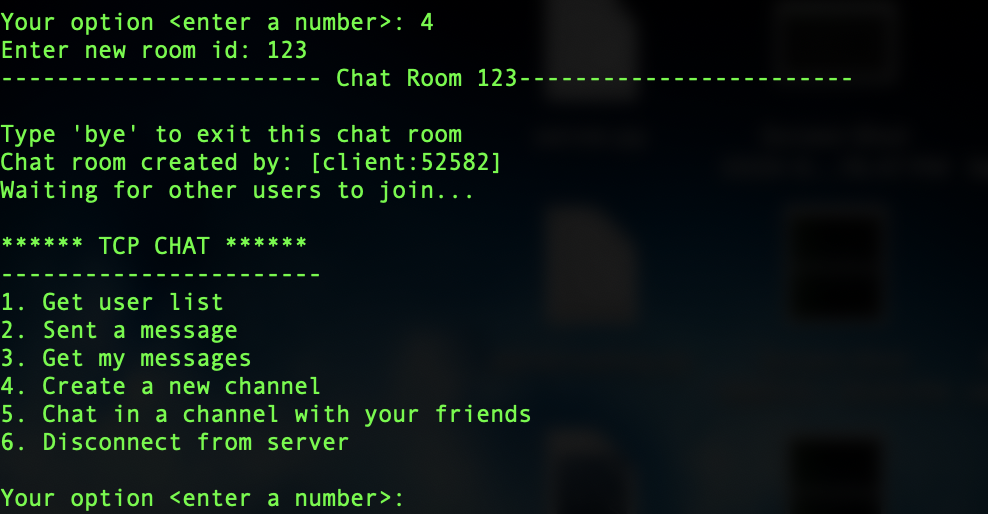 Your option <enter a number>: 4
Enter new room id: 123
----------------------- Chat Room 123------------------------
Type 'bye' to exit this chat room
Chat room created by: [client:52582]
Waiting for other users to join...
****** TCP CHAT ******
-----------------------
1. Get user list
2. Sent a message
3. Get my messages
4. Create a new channel
5. Chat in a channel with your friends
6. Disconnect from server
Your option <enter a number>: